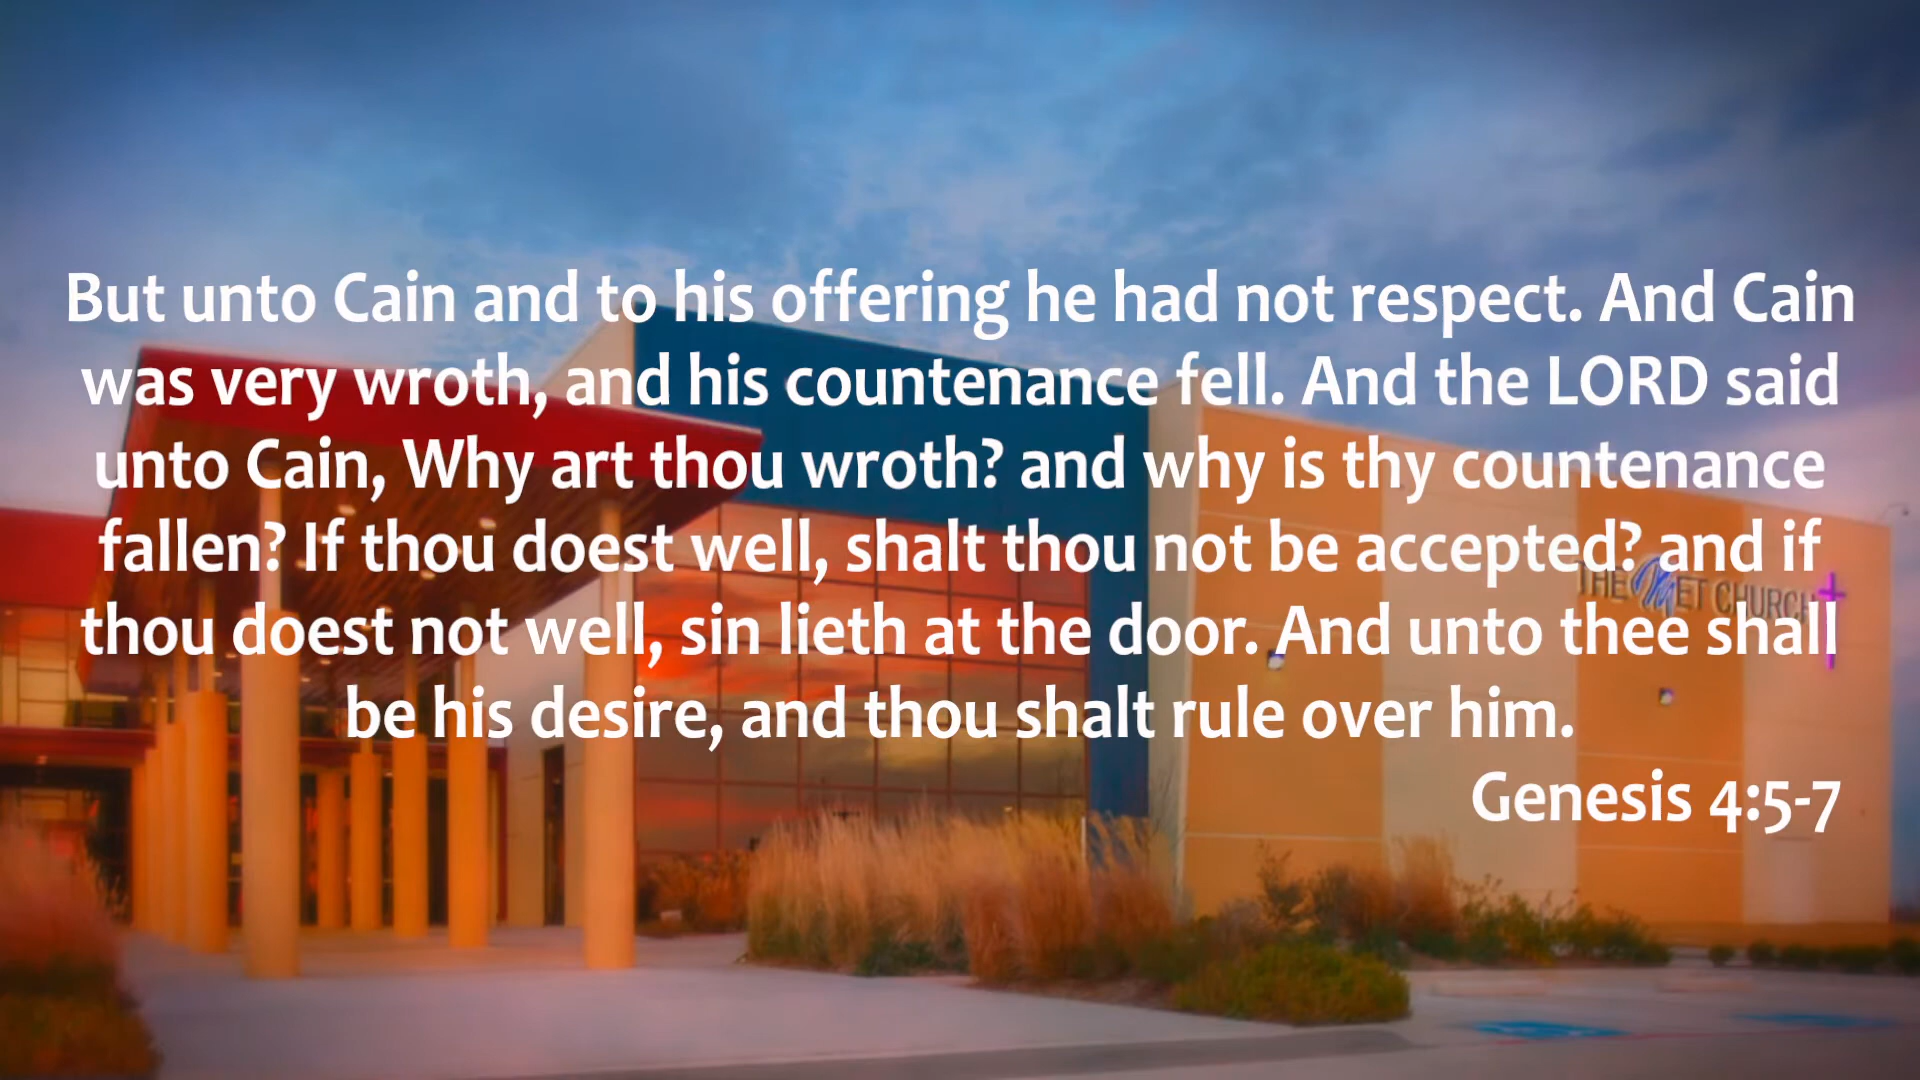 But unto Cain and to his offering he had not respect. And Cain
was very wroth, and his countenance fell. And the LORD said
unto Cain, Why art thou wroth? and why is thy countenance
fallen? If thou doest well, shalt thou not be accepted? and if
THE MET CHURCH
thou doest not well, sin lieth at the door. And unto thee shall
be his desire, and thou shalt rule over him.
Genesis 4:5-7